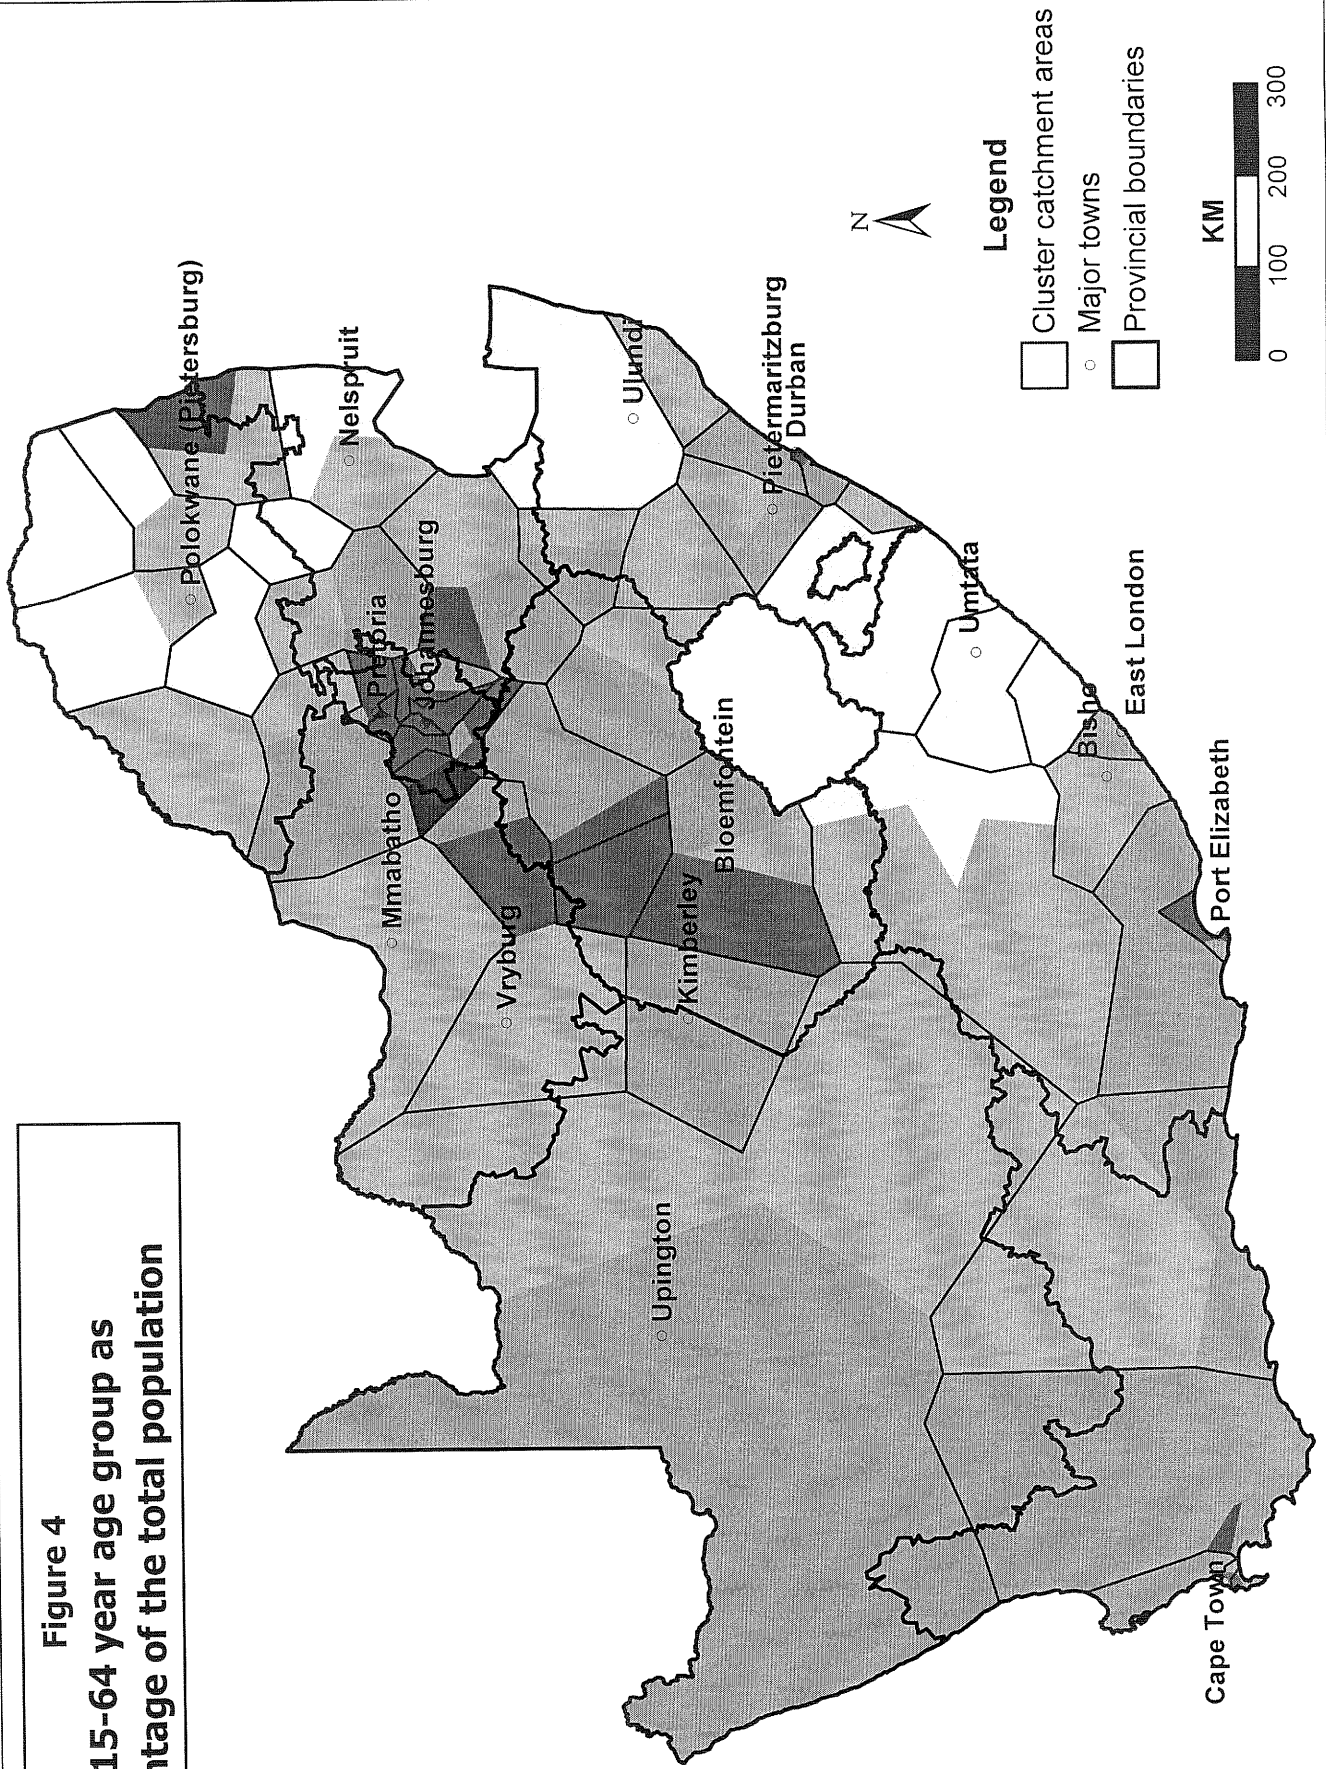 Figure 4
15-64 year age group as
ntage of the total population
Polokwane (Pietersburg)
Nelspruit
Pretoria
Johannesburg
Mmabatho
Vryburg
Ulundi
Kimberley
Bloemfontein
Pietermaritzburg
Durban
Upington
Umtata
Bisho
East London
Port Elizabeth
Cape Town
N
Legend
Cluster catchment areas
Major towns
Provincial boundaries
KM
0 100 200 300